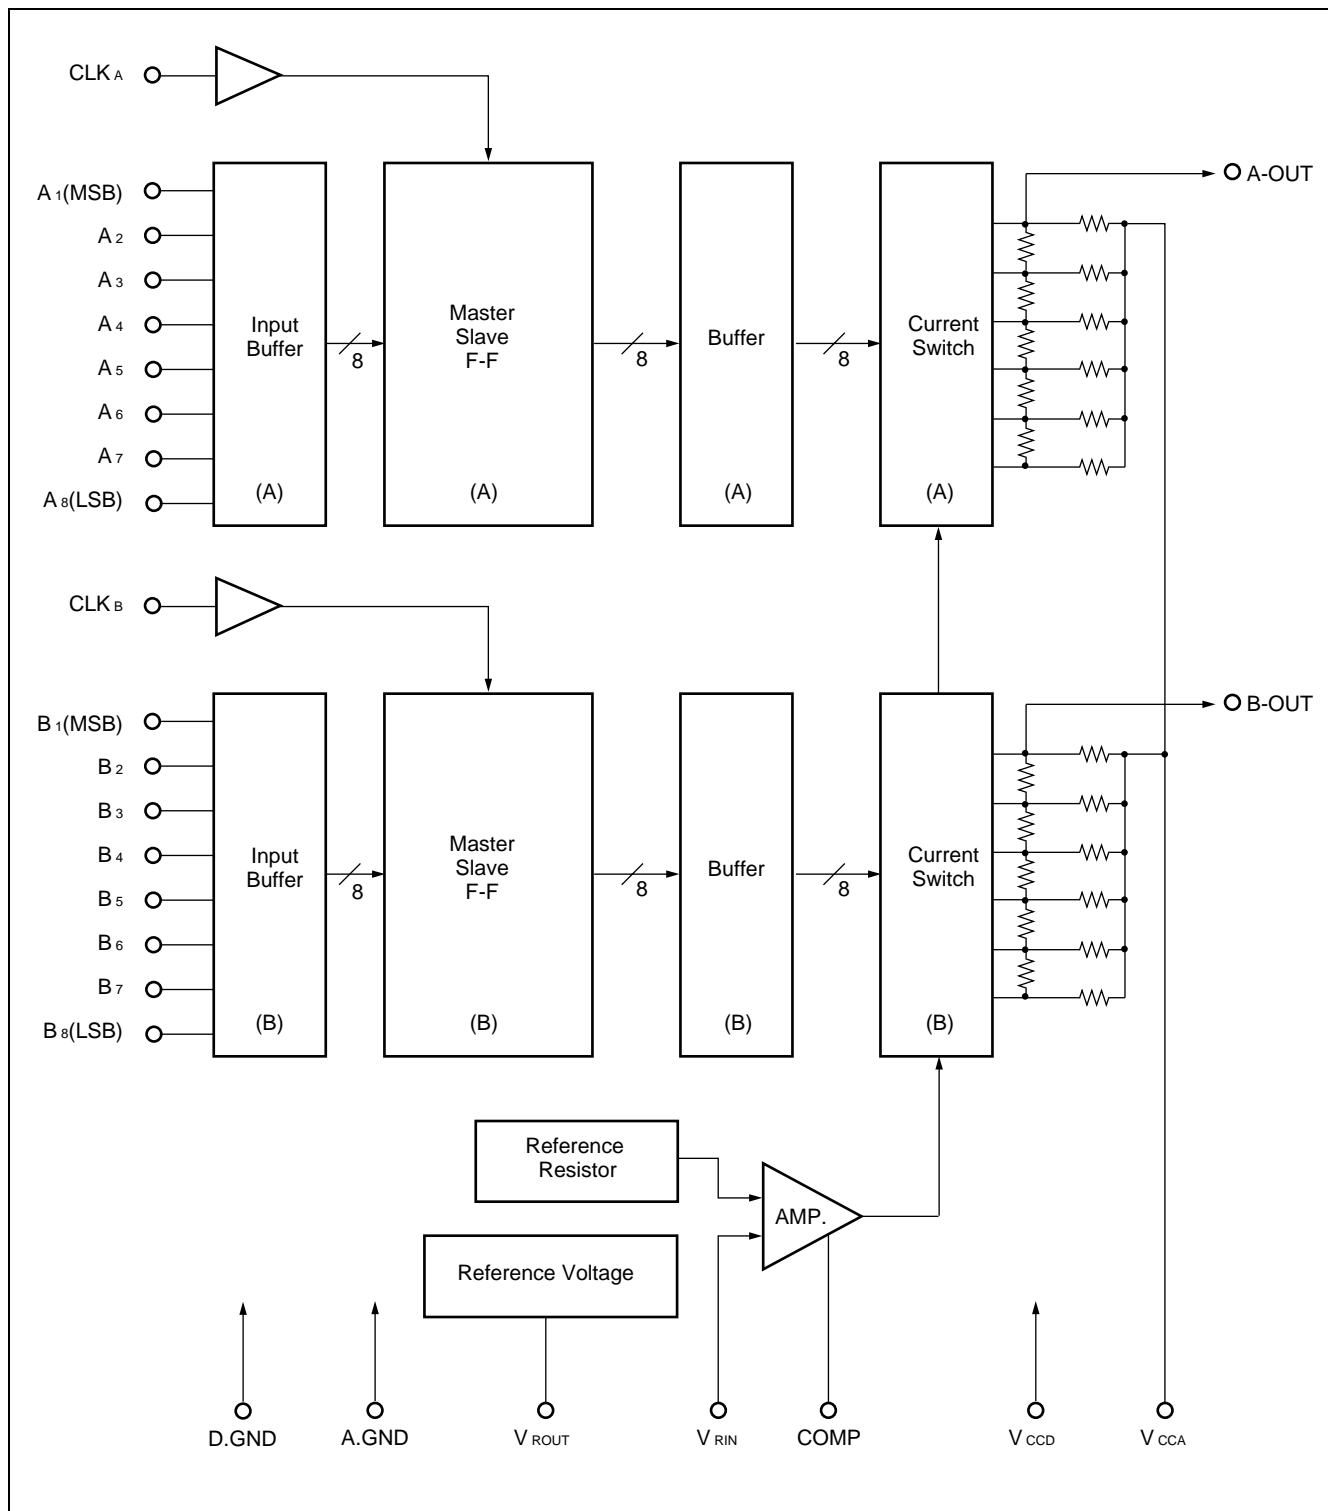 CLK A
A 1(MSB)
A 2
A 3
A 4
A 5
A 6
A 7
A 8(LSB)
Input
Buffer
(A)
8
Master
Slave
F-F
(A)
8
Buffer
(A)
8
Current
Switch
(A)
A-OUT
CLK B
B 1(MSB)
B 2
B 3
B 4
B 5
B 6
B 7
B 8(LSB)
Input
Buffer
(B)
8
Master
Slave
F-F
(B)
8
Buffer
(B)
8
Current
Switch
(B)
B-OUT
Reference
Resistor
AMP.
Reference Voltage
D.GND
A.GND
V ROUT
V RIN
COMP
V CCD
V CCA